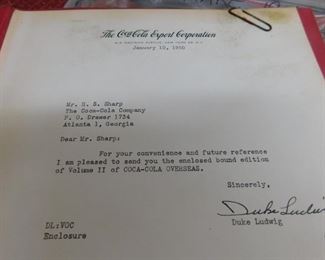 The Coca-Cola Export Corporation
January 10, 1950
Mr. H. S. Sharp
The Coca-Cola Company
P. O. Drawer 1734
Atlanta 1, Georgia
Dear Mr. Sharp:
For your convenience and future reference
I am pleased to send you the enclosed bound edition
of Volume II of COCA-COLA OVERSEAS.
Sincerely,
Duke Ludwig
Duke Ludwig
DL:VOC
Enclosure